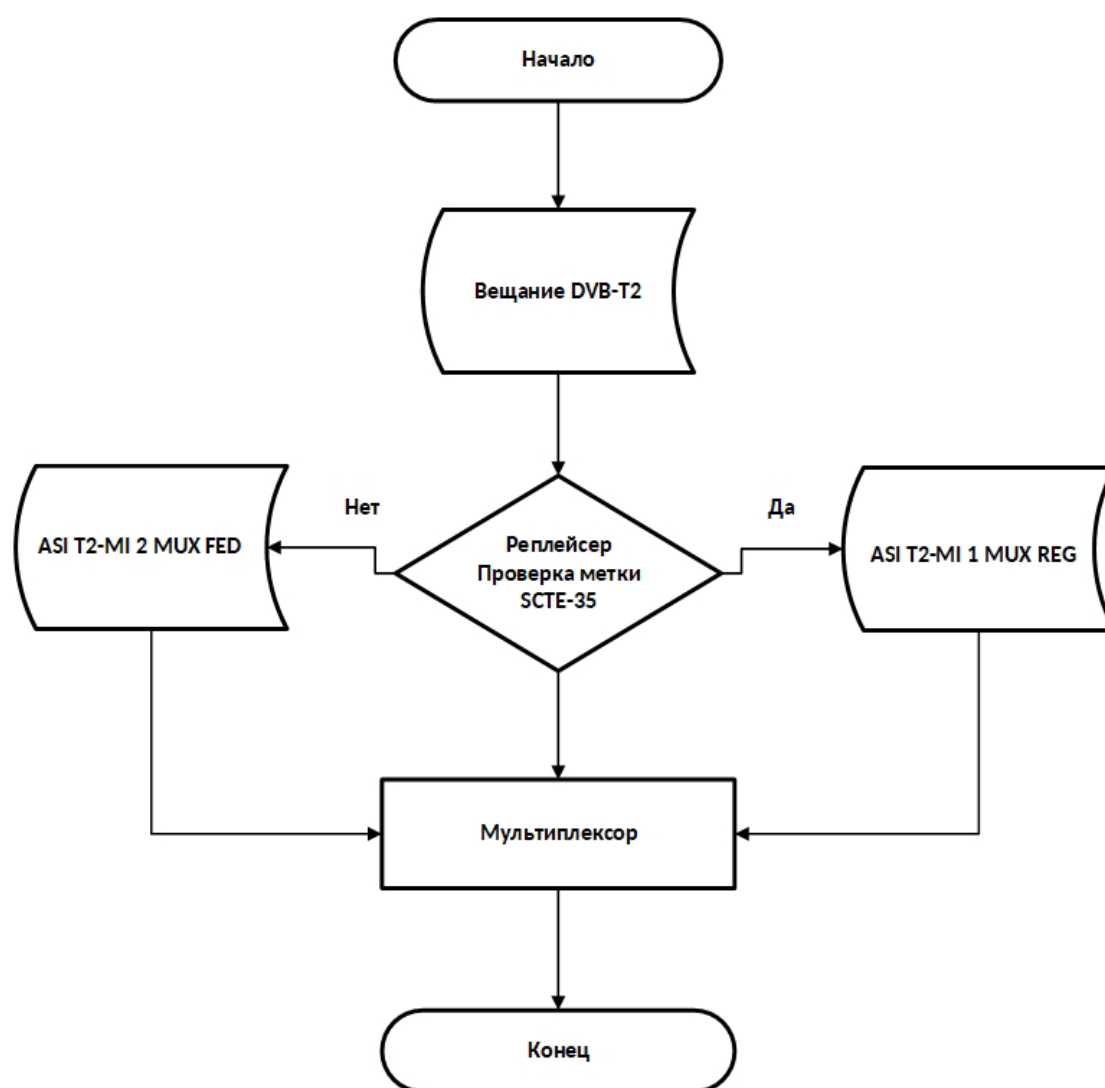 Начало
Вещание DVB-T2
Нет
Да
ASI T2-MI 2 MUX FED
Реплейсер
Проверка метки
SCTE-35
ASI T2-MI 1 MUX REG
Мультиплексор
Конец